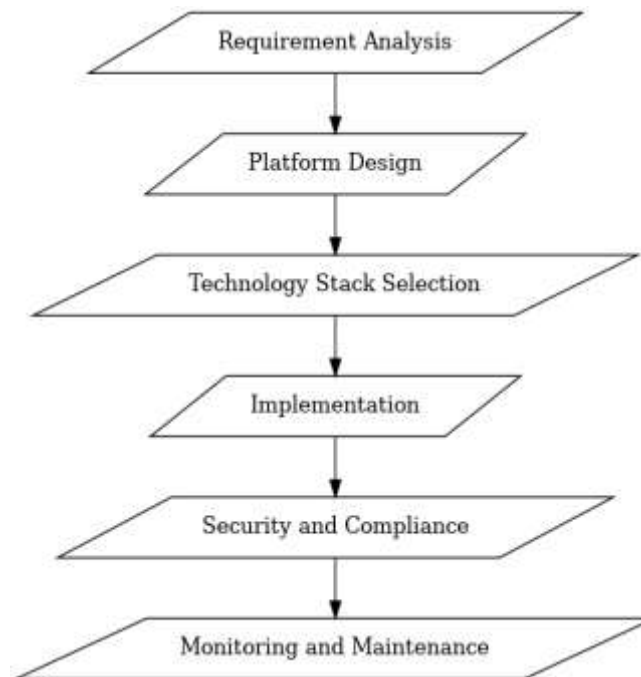 Requirement Analysis
Platform Design
Technology Stack Selection
Implementation
Security and Compliance
Monitoring and Maintenance